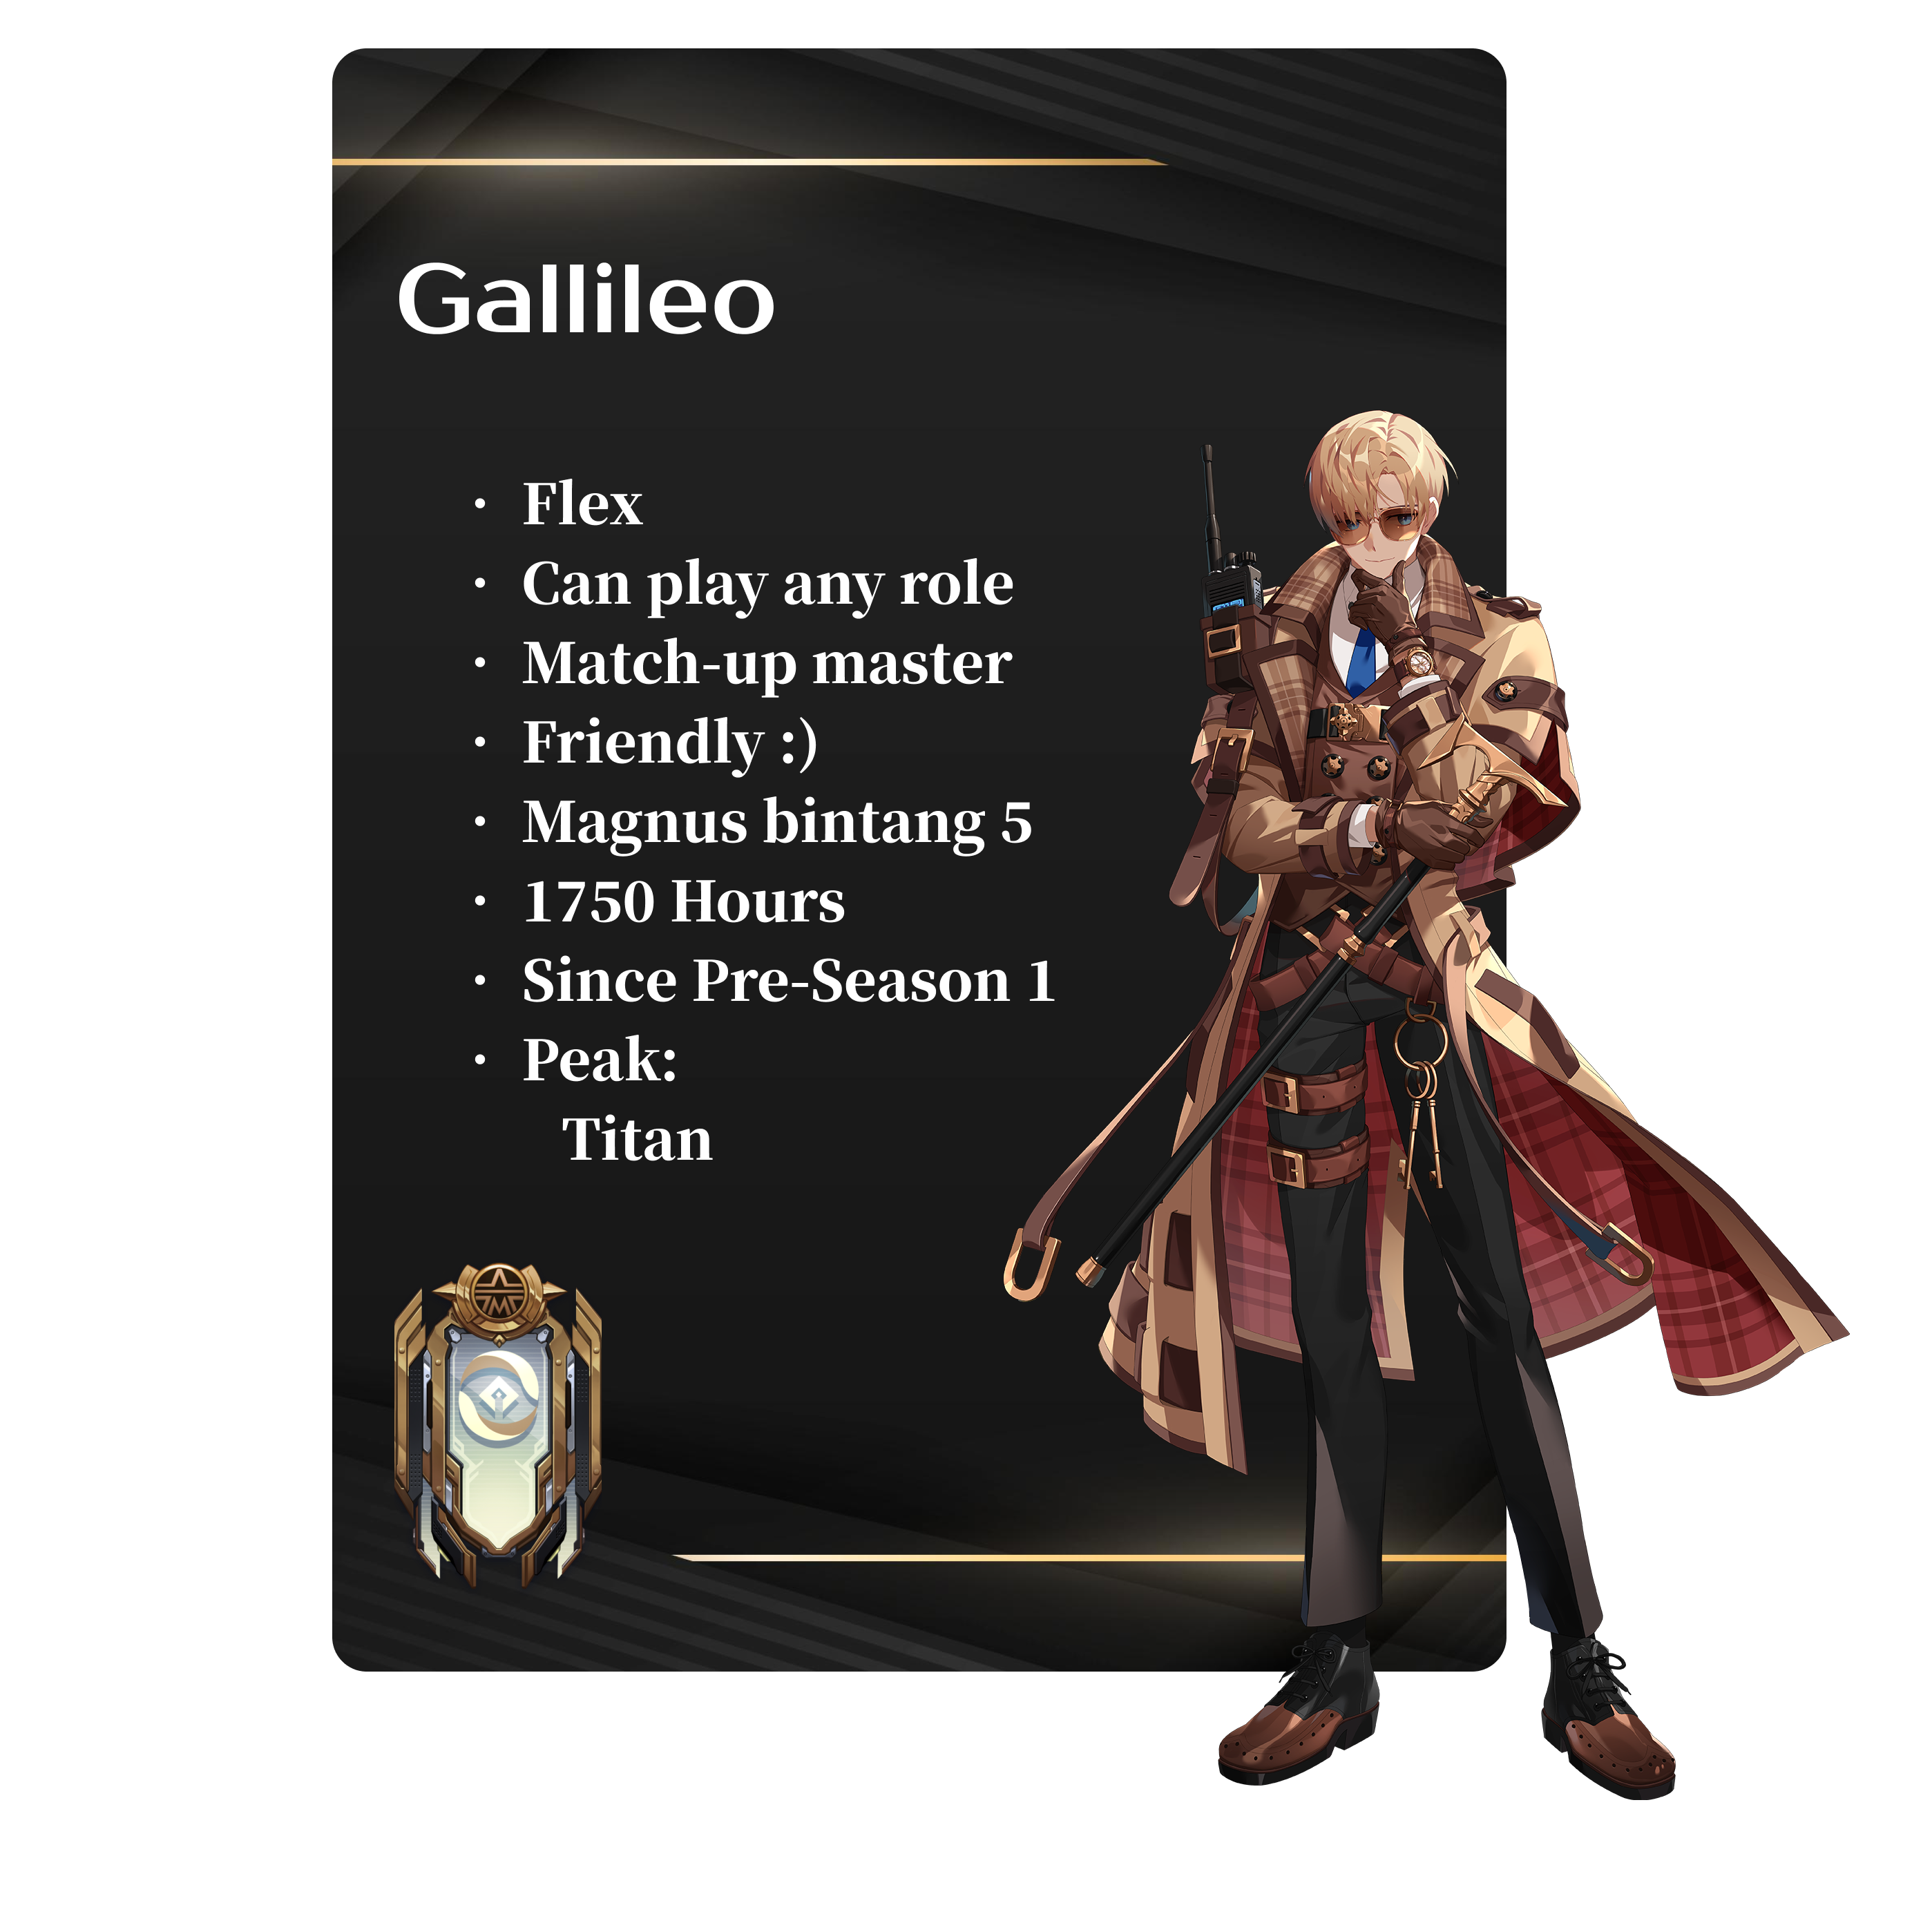 Gallileo
• Flex
• Can play any role
• Match-up master
• Friendly :)
• Magnus bintang 5
• 1750 Hours
• Since Pre-Season 1
• Peak:
Titan